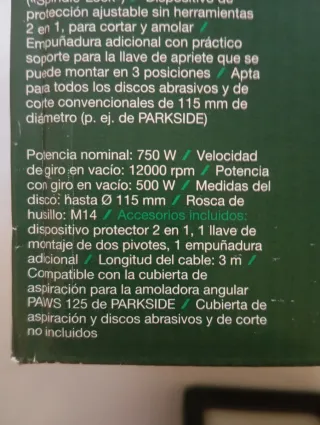 («Spindle-Lock») / Dispositivo de
protección ajustable sin herramientas
2 en 1, para cortar y amolar /
Empuñadura adicional con práctico
soporte para la llave de apriete que se
puede montar en 3 posiciones / Apta
para todos los discos abrasivos y de
corte convencionales de 115 mm de
diámetro (p. ej. de PARKSIDE)
Potencia nominal: 750 W / Velocidad
de giro en vacío: 12000 rpm / Potencia
con giro en vacío: 500 W / Medidas del
disco: hasta Ø 115 mm / Rosca de
husillo: M14 / Accesorios incluidos:
dispositivo protector 2 en 1, 1 llave de
montaje de dos pivotes, 1 empuñadura
adicional / Longitud del cable: 3 m /
Compatible con la cubierta de
aspiración para la amoladora angular
PAWS 125 de PARKSIDE / Cubierta de
aspiración y discos abrasivos y de corte
no incluidos